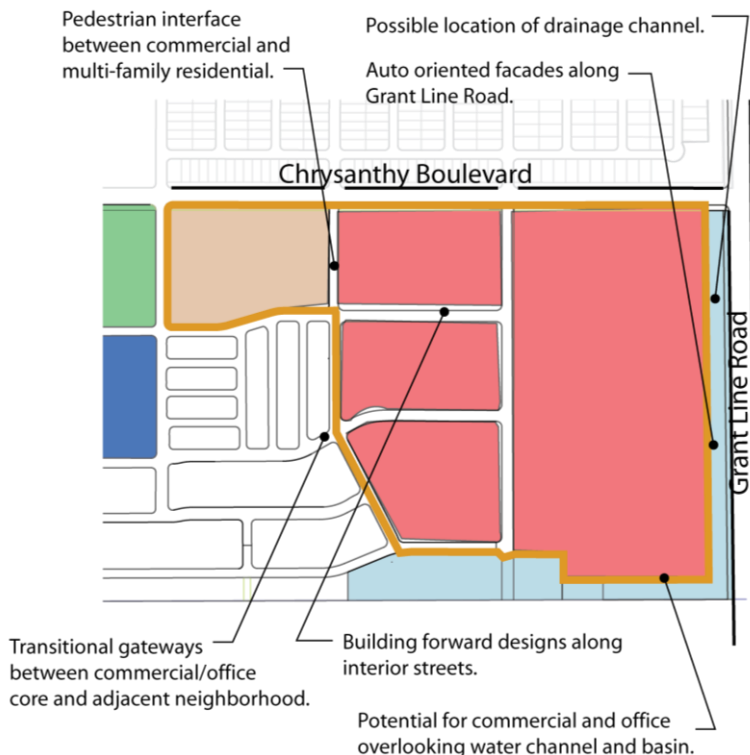 Pedestrian interface
between commercial and
multi-family residential.
Possible location of drainage channel.
Auto oriented facades along
Grant Line Road.
Chrysanthy Boulevard
Grant Line Road
Transitional gateways
between commercial/office
core and adjacent neighborhood.
Building forward designs along
interior streets.
Potential for commercial and office
overlooking water channel and basin.